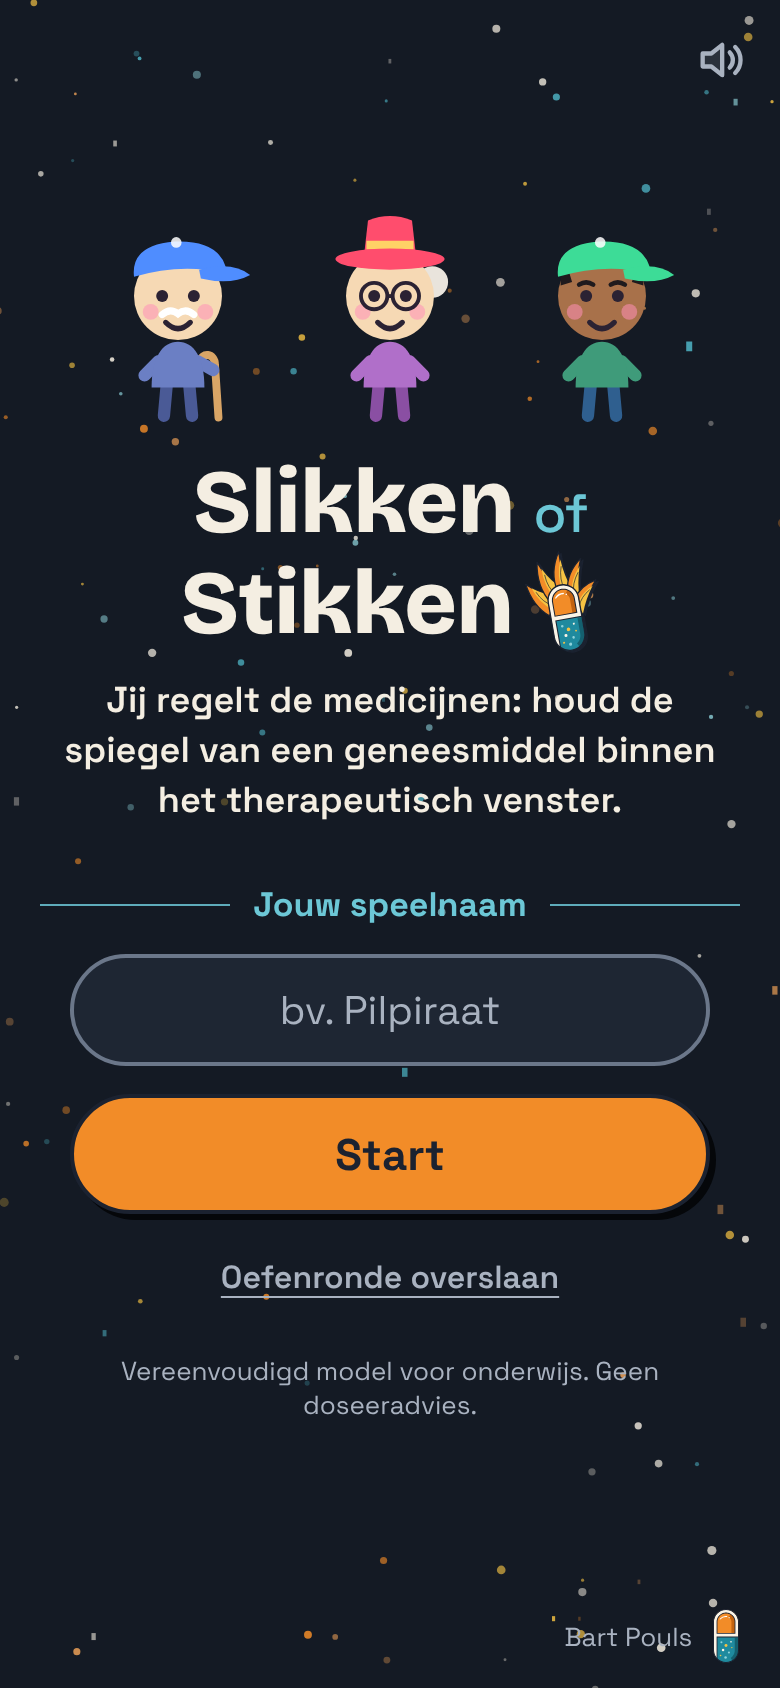 Slikken of
Stikken
Jij regelt de medicijnen: houd de
spiegel van een geneesmiddel binnen
het therapeutisch venster.
Jouw speelnaam
bv. Pilpiraat
Start
Oefenronde overslaan
Vereenvoudigd model voor onderwijs. Geen
doseeradvies.
Bart Pouls